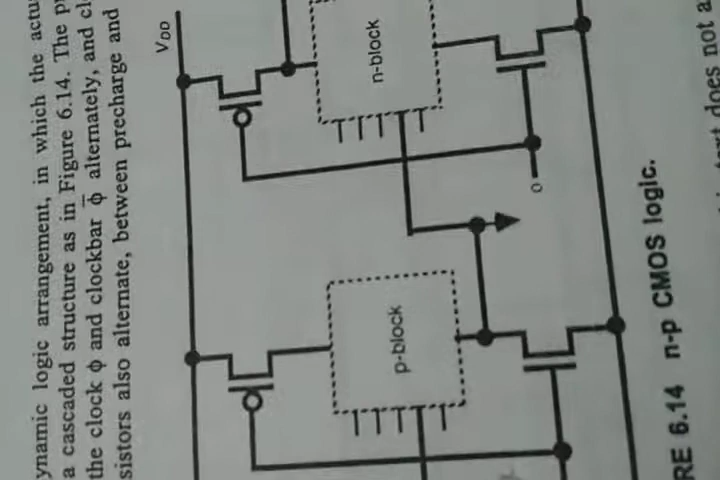 ynamic logic arrangement, in which the actu
a cascaded structure as in Figure 6.14. The p
the clock ϕ and clockbar ϕ̅ alternately, and cl
sistors also alternate, between precharge and
VDD
n-block
p-block
RE 6.14 n-p CMOS logic.
text does not a